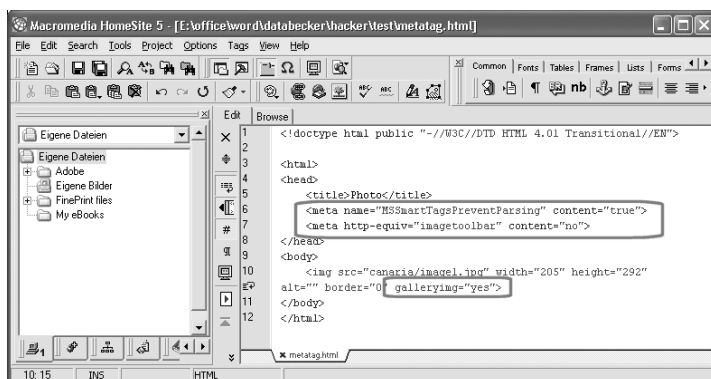 Macromedia HomeSite 5 - [E:\office\word\databecker\hacker\test\metatag.html]
File Edit Search Tools Project Options Tags View Help
Common Fonts Tables Frames Lists Forms
nb
Edit Browse
Eigene Dateien
Eigene Dateien
Adobe
Eigene Bilder
FinePrint files
My eBooks
1 <!doctype html public "-//W3C//DTD HTML 4.01 Transitional//EN">
2
3 <html>
4 <head>
5 <title>Photo</title>
6 <meta name="MSSmartTagsPreventParsing" content="true">
7 <meta http-equiv="imagetoolbar" content="no">
8 </head>
9 <body>
10 <img src="canaria/image1.jpg" width="205" height="292"
alt="" border="0" galleryimg="yes">
11 </body>
12 </html>
metatag.html
10: 15 INS HTML